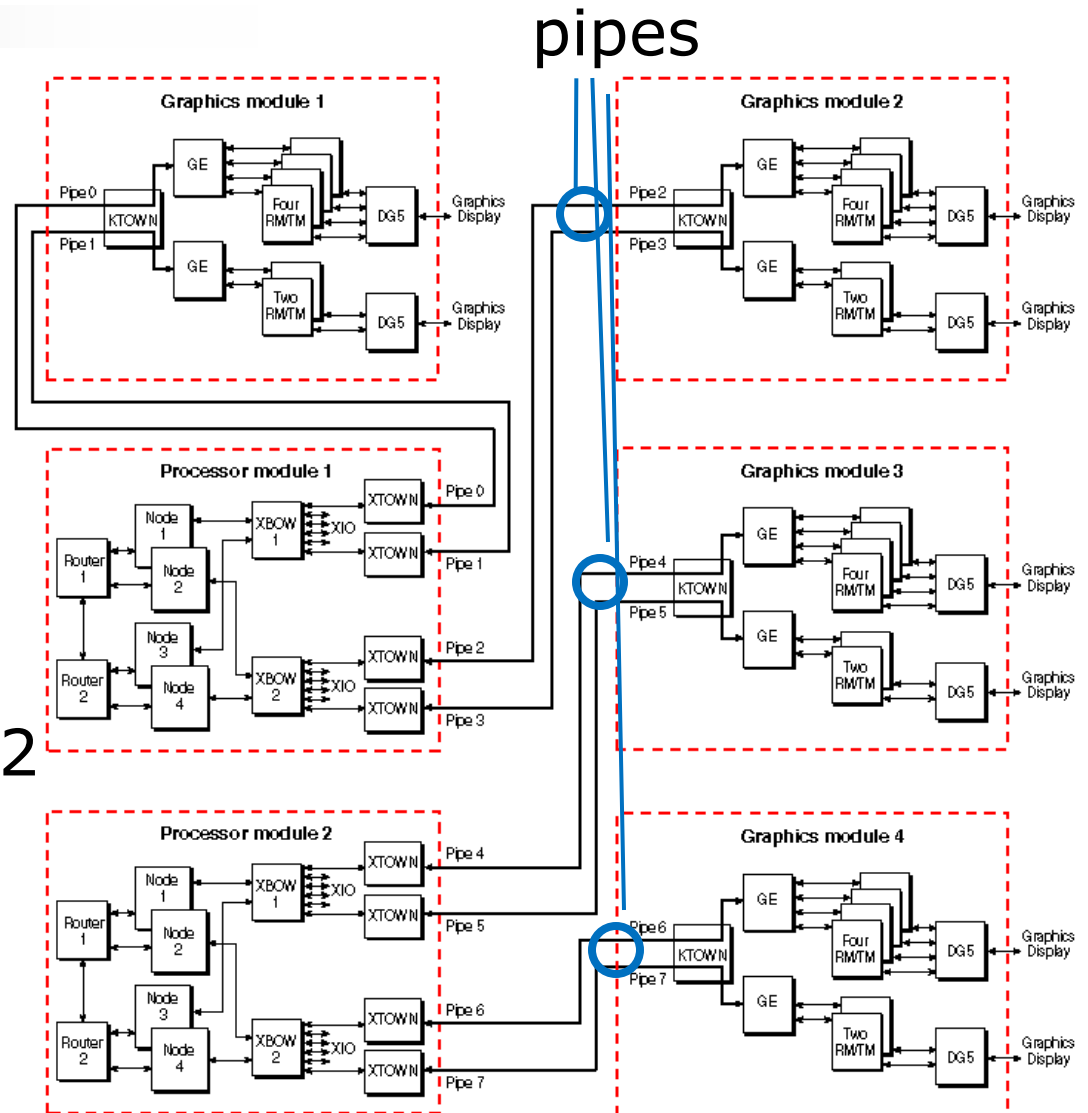 pipes
Graphics module 1
GE
Pipe 0
KTOWN
Pipe 1
Four
RM/TM
DG5
Graphics
Display
GE
Two
RM/TM
DG5
Graphics
Display
Graphics module 2
GE
Pipe 2
KTOWN
Pipe 3
Four
RM/TM
DG5
Graphics
Display
GE
Two
RM/TM
DG5
Graphics
Display
Processor module 1
Node
1
Router
1
Node
2
XBOW
1
XIO
XTOWN
Pipe 0
XTOWN
Pipe 1
Node
3
Router
2
Node
4
XBOW
2
XIO
XTOWN
Pipe 2
XTOWN
Pipe 3
Graphics module 3
GE
Pipe 4
KTOWN
Pipe 5
Four
RM/TM
DG5
Graphics
Display
GE
Two
RM/TM
DG5
Graphics
Display
2
Processor module 2
Node
1
Router
1
Node
2
XBOW
1
XIO
XTOWN
Pipe 4
XTOWN
Pipe 5
Node
3
Router
2
Node
4
XBOW
2
XIO
XTOWN
Pipe 6
XTOWN
Pipe 7
Graphics module 4
GE
Pipe 6
KTOWN
Pipe 7
Four
RM/TM
DG5
Graphics
Display
GE
Two
RM/TM
DG5
Graphics
Display